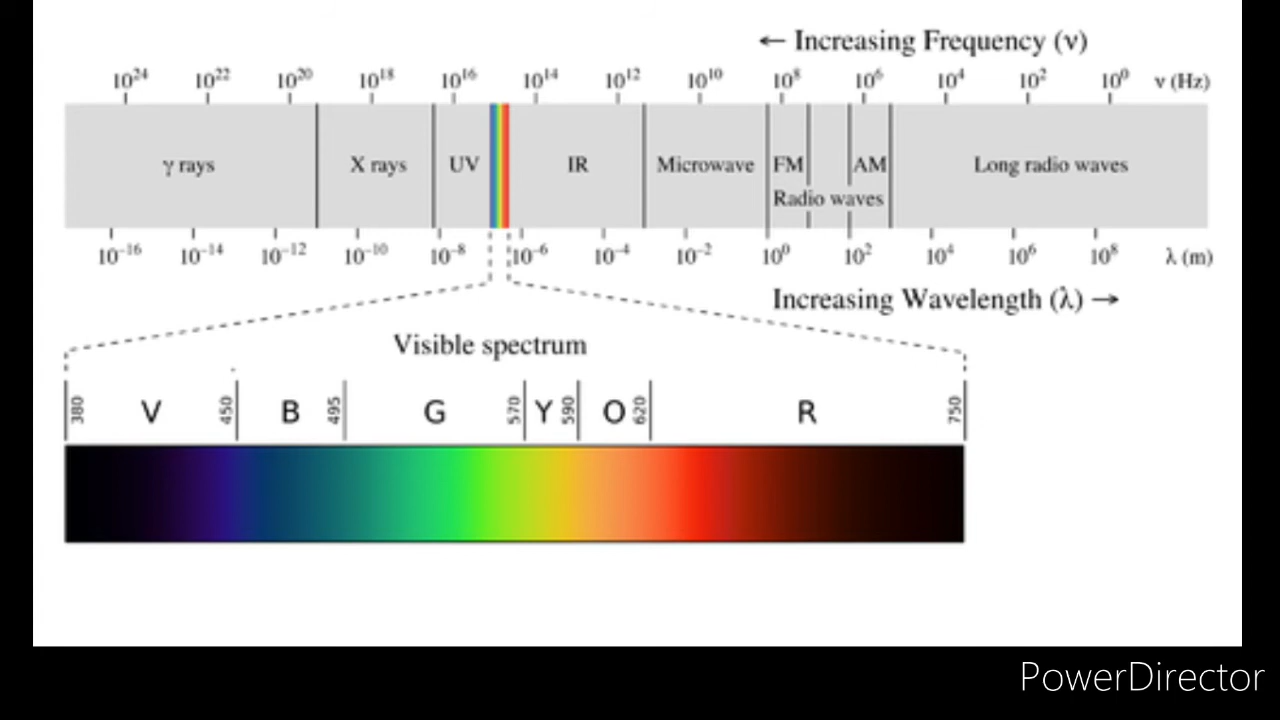 ← Increasing Frequency (ν)
10²⁴ 10²² 10²⁰ 10¹⁸ 10¹⁶ 10¹⁴ 10¹² 10¹⁰ 10⁸ 10⁶ 10⁴ 10² 10⁰ ν (Hz)
γ rays X rays UV IR Microwave FM AM Long radio waves
Radio waves
10⁻¹⁶ 10⁻¹⁴ 10⁻¹² 10⁻¹⁰ 10⁻⁸ 10⁻⁶ 10⁻⁴ 10⁻² 10⁰ 10² 10⁴ 10⁶ 10⁸ λ (m)
Increasing Wavelength (λ) →
Visible spectrum
380 V 450 B 495 G 570 Y 590 O 620 R 750
PowerDirector